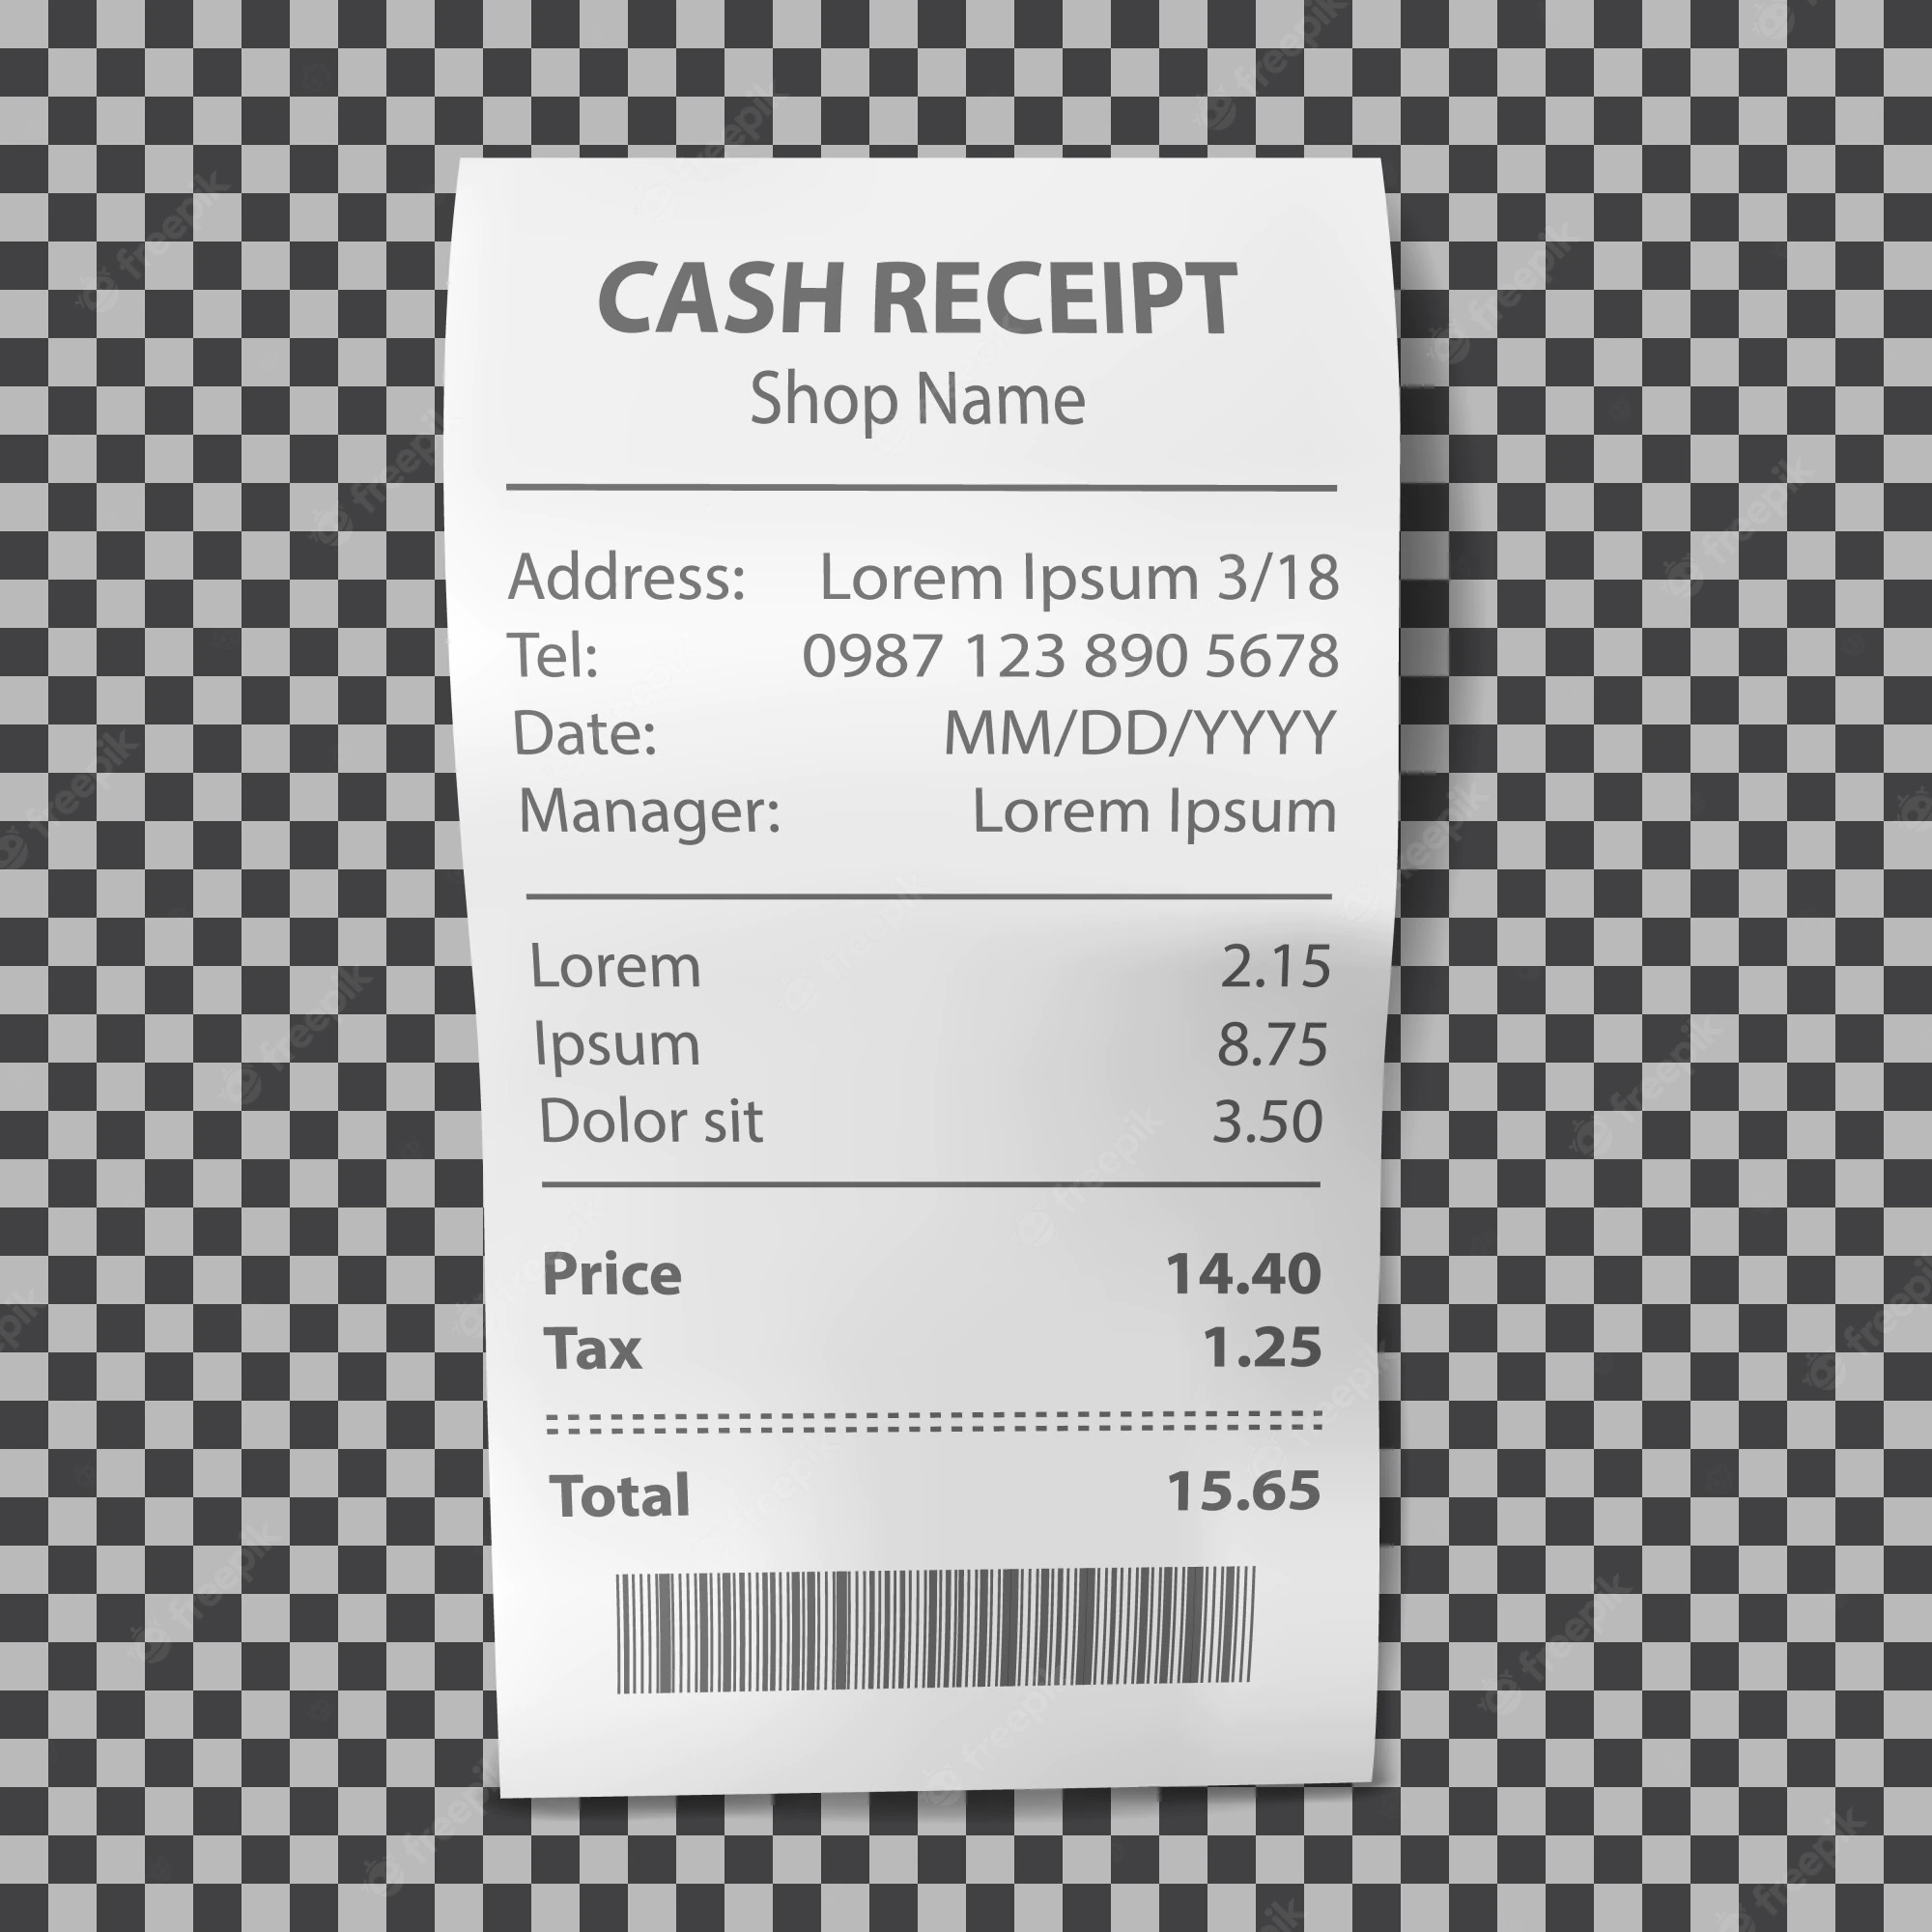 CASH RECEIPT
Shop Name
Address: Lorem Ipsum 3/18
Tel: 0987 123 890 5678
Date: MM/DD/YYYY
Manager: Lorem Ipsum
Lorem 2.15
Ipsum 8.75
Dolor sit 3.50
Price 14.40
Tax 1.25
Total 15.65
freepik